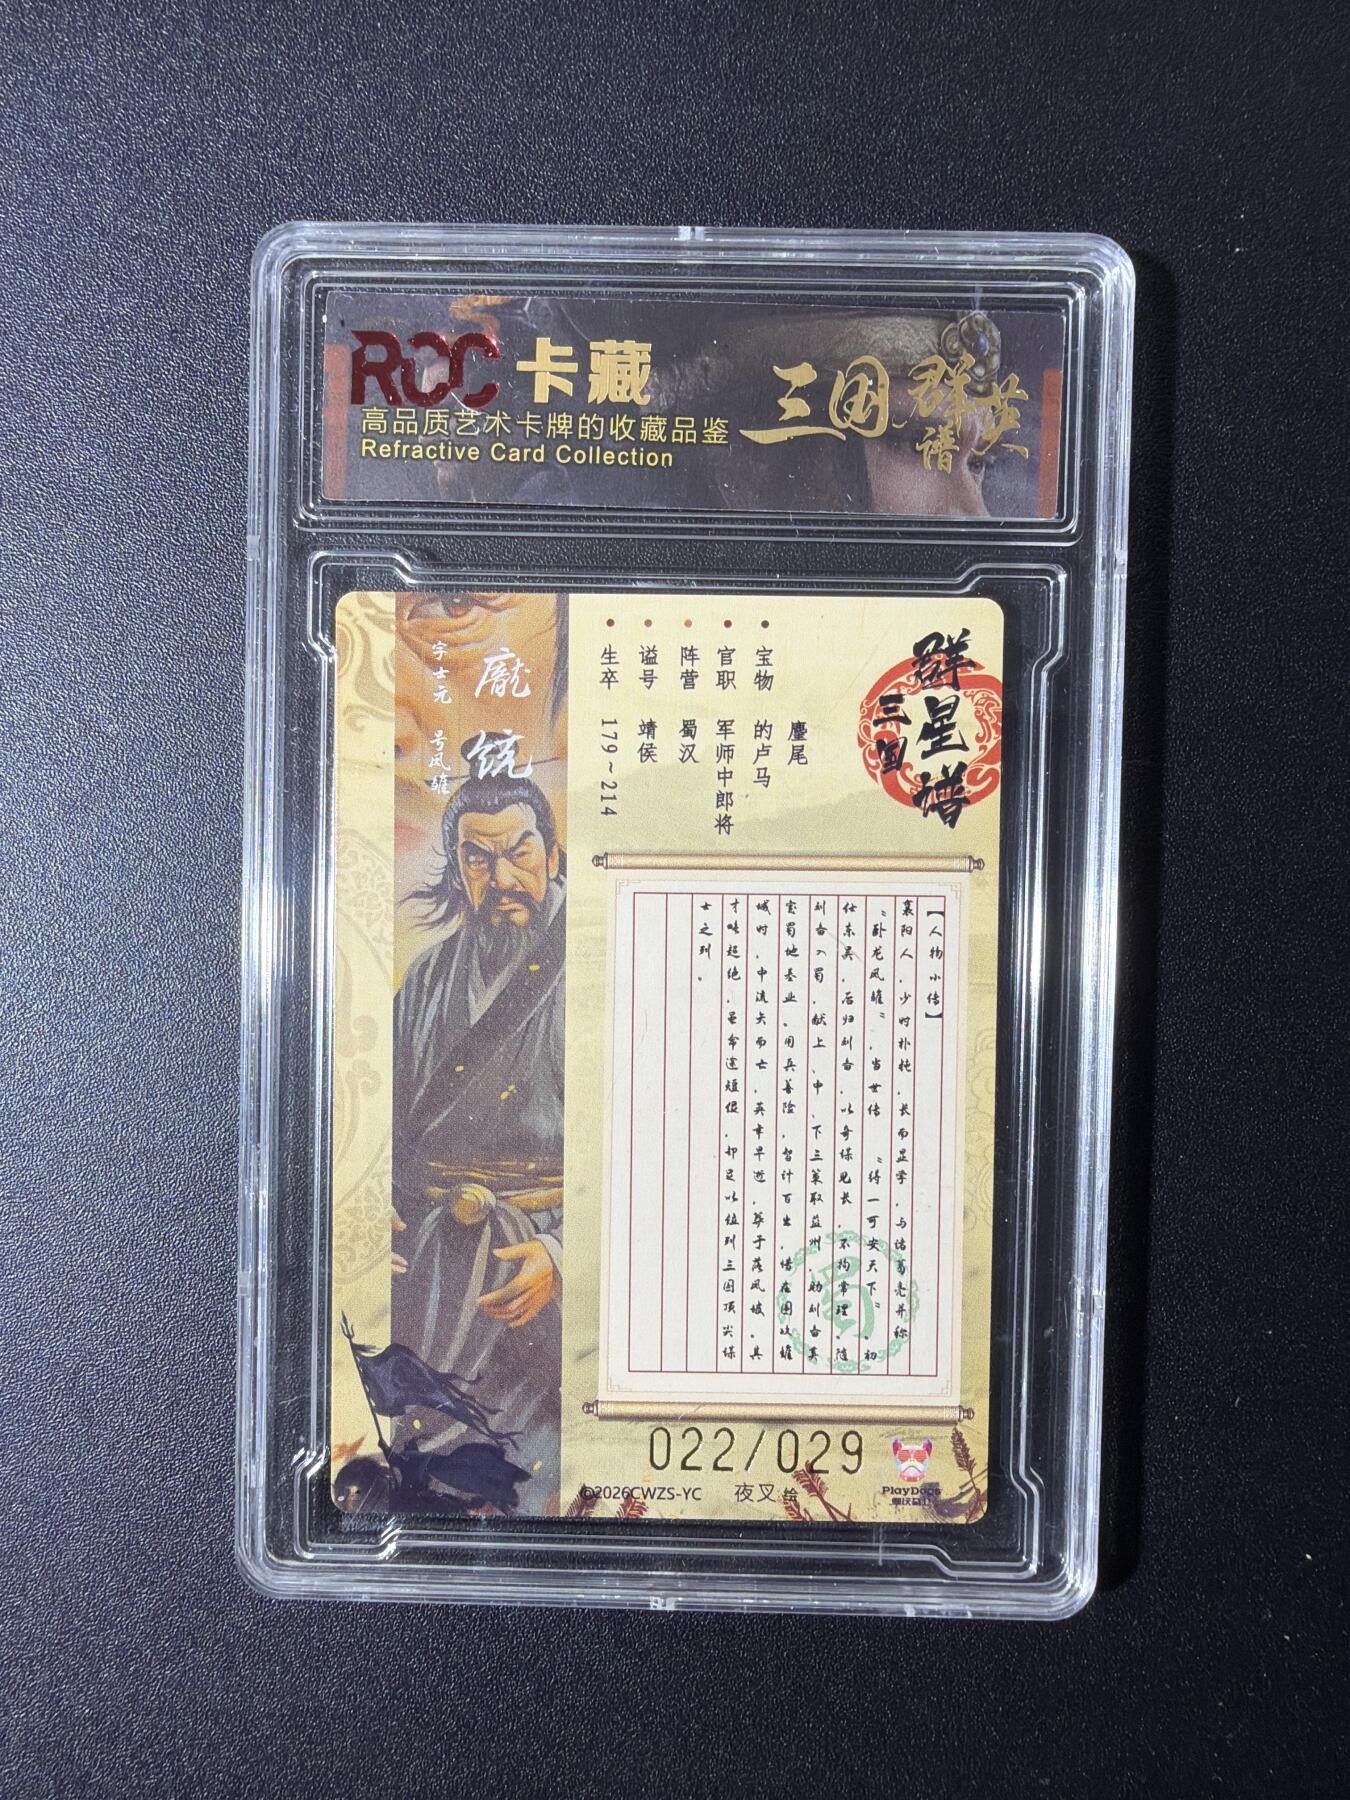 RCC 卡藏
高品质艺术卡牌的收藏品鉴
Refractive Card Collection
三国群英谱
三国
群星谱
宝物 的卢马
麈尾
官职 军师中郎将
阵营 蜀汉
谥号 靖侯
生卒 179~214
龐统
字士元 号凤雏
【人物小传】
襄阳人，少时朴钝，长而显学，与诸葛亮并称
“卧龙凤雏”，当世传“得一可安天下”。初
仕东吴，后归刘备，以奇谋见长，不拘常理。随
刘备入蜀，献上、中、下三策取益州，助刘备奠
定蜀地基业。用兵善险，智计百出，惜在围攻雒
城时，中流矢而亡，英年早逝，葬于落凤坡。其
才略超绝，虽命途短促，却足以位列三国顶尖谋
士之列。
蜀
022/029
©2026CWZS-YC 夜叉 绘
PlayDogs